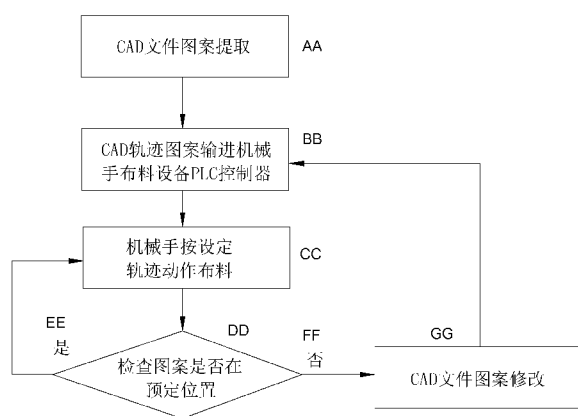 CAD文件图案提取
AA
CAD轨迹图案输进机械
手布料设备PLC控制器
BB
机械手按设定
轨迹动作布料
CC
EE
是
DD
检查图案是否在
预定位置
FF
否
GG
CAD文件图案修改